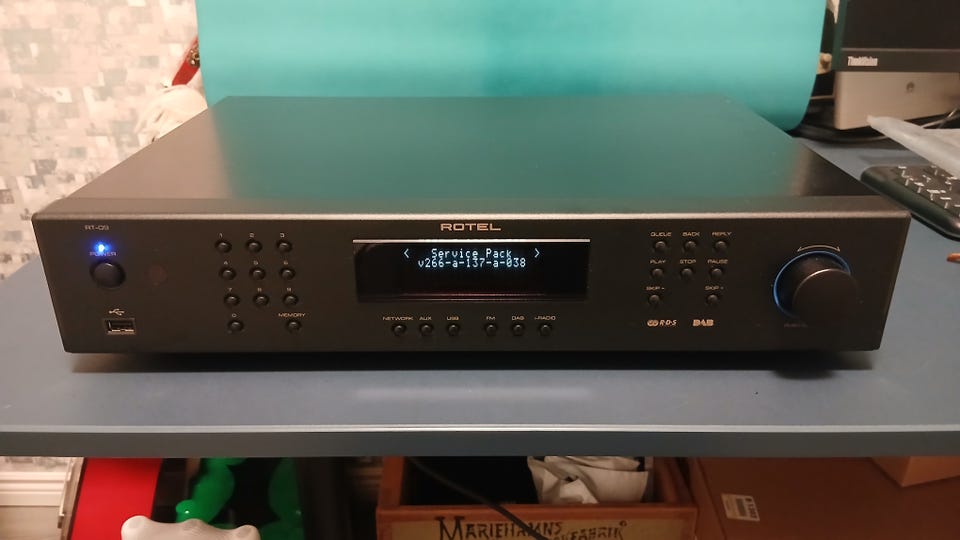 ThinkVision
RT-09
ROTEL
POWER
1 2 3
4 5 6
7 8 9
0 MEMORY
< Service Pack >
v266-a-137-a-038
NETWORK AUX USB FM DAB i-RADIO
QUEUE BACK REPLY
PLAY STOP PAUSE
SKIP - SKIP +
R·D·S DAB
MARIEHAMNS